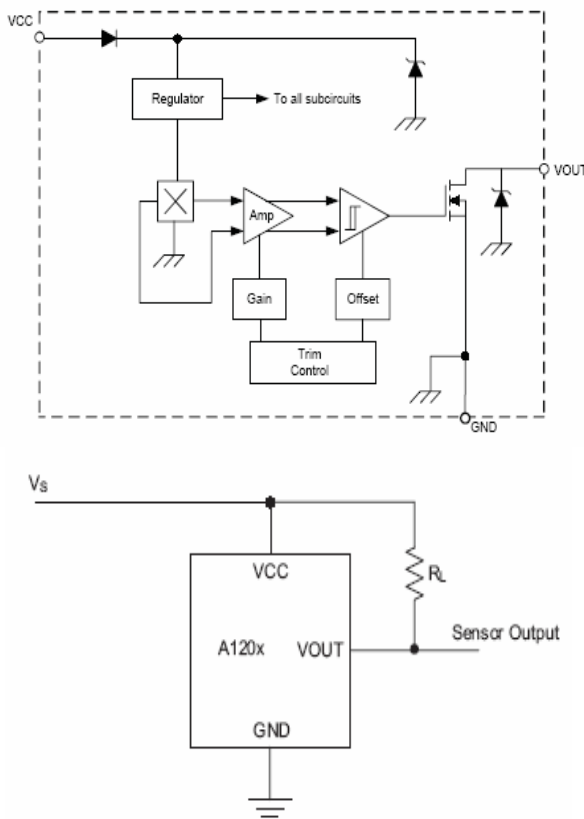 VCC
Regulator
To all subcircuits
VOUT
Amp
Gain
Offset
Trim
Control
GND
VS
VCC
RL
A120x
VOUT
Sensor Output
GND